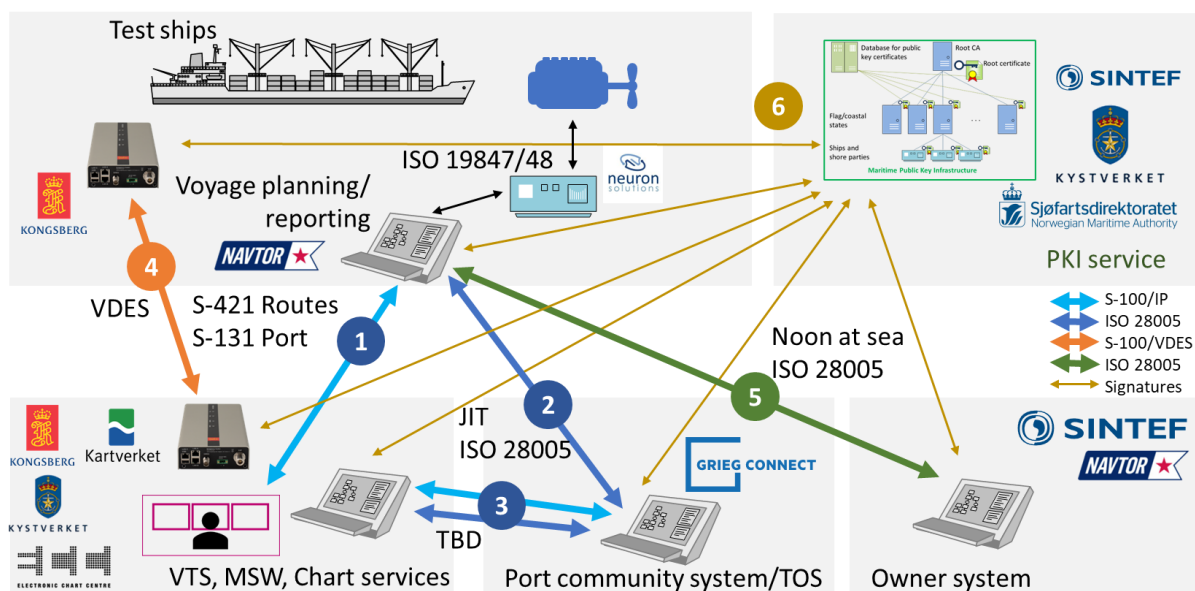 Test ships
ISO 19847/48
neuron
solutions
KONGSBERG
Voyage planning/
reporting
NAVTOR
4
VDES
S-421 Routes
S-131 Port
1
6
Database for public
key certificates
Root CA
Root certificate
Flag/coastal
states
...
Ships and
shore parties
Maritime Public Key Infrastructure
SINTEF
KYSTVERKET
Sjøfartsdirektoratet
Norwegian Maritime Authority
PKI service
S-100/IP
ISO 28005
S-100/VDES
ISO 28005
Signatures
Noon at sea
ISO 28005
5
2
JIT
ISO 28005
3
TBD
KONGSBERG
Kartverket
KYSTVERKET
ELECTRONIC CHART CENTRE
VTS, MSW, Chart services
GRIEG CONNECT
Port community system/TOS
SINTEF
NAVTOR
Owner system